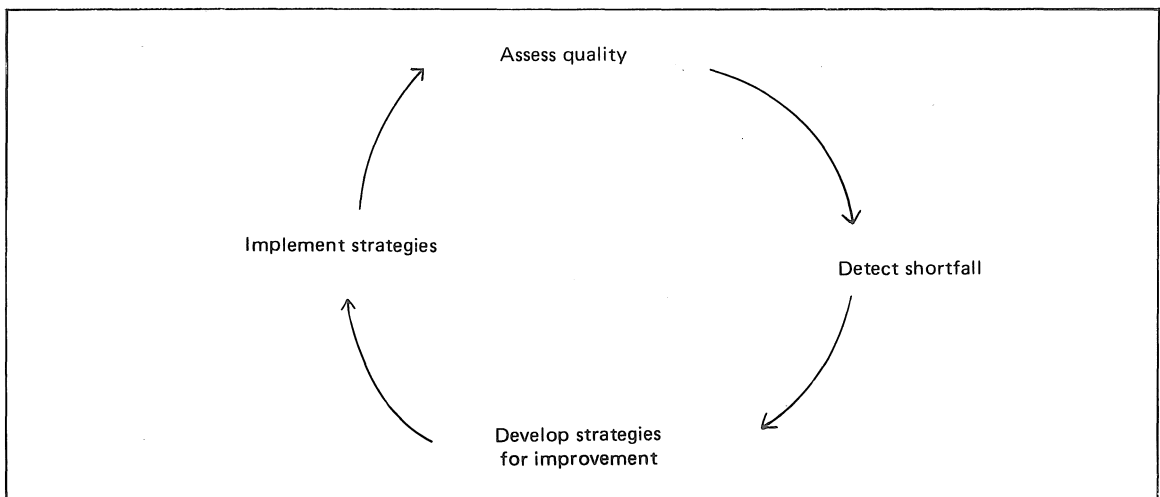 Assess quality
Implement strategies
Detect shortfall
Develop strategies
for improvement